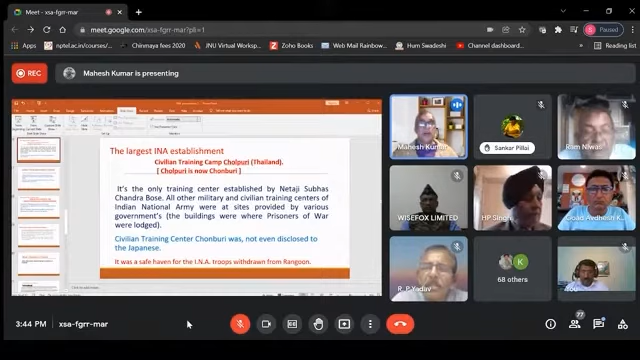 Meet - xsa-fgrr-mar
meet.google.com/xsa-fgrr-mar?pli=1
Paused
Apps
nptel.ac.in/courses/...
Chinmaya fees 2020
JNU Virtual Worksp...
Zoho Books
Web Mail Rainbow...
Hum Swadeshi
Channel dashboard...
Reading list
REC
Mahesh Kumar is presenting
The largest INA establishment
Civilian Training Camp Cholpuri (Thailand).
[ Cholpuri is now Chonburi ]
It's the only training center established by Netaji Subhas
Chandra Bose. All other military and civilian training centers of
Indian National Army were at sites provided by various
government's (the buildings were where Prisoners of War
were lodged).
Civilian Training Center Chonburi was, not even disclosed to
the Japanese.
It was a safe haven for the I.N.A. troops withdrawn from Rangoon.
Mahesh Kumar
Sankar Pillai
Ram Niwas
WISEFOX LIMITED
HP Singh
R. P. Yadav
K
68 others
You
3:44 PM
xsa-fgrr-mar
77